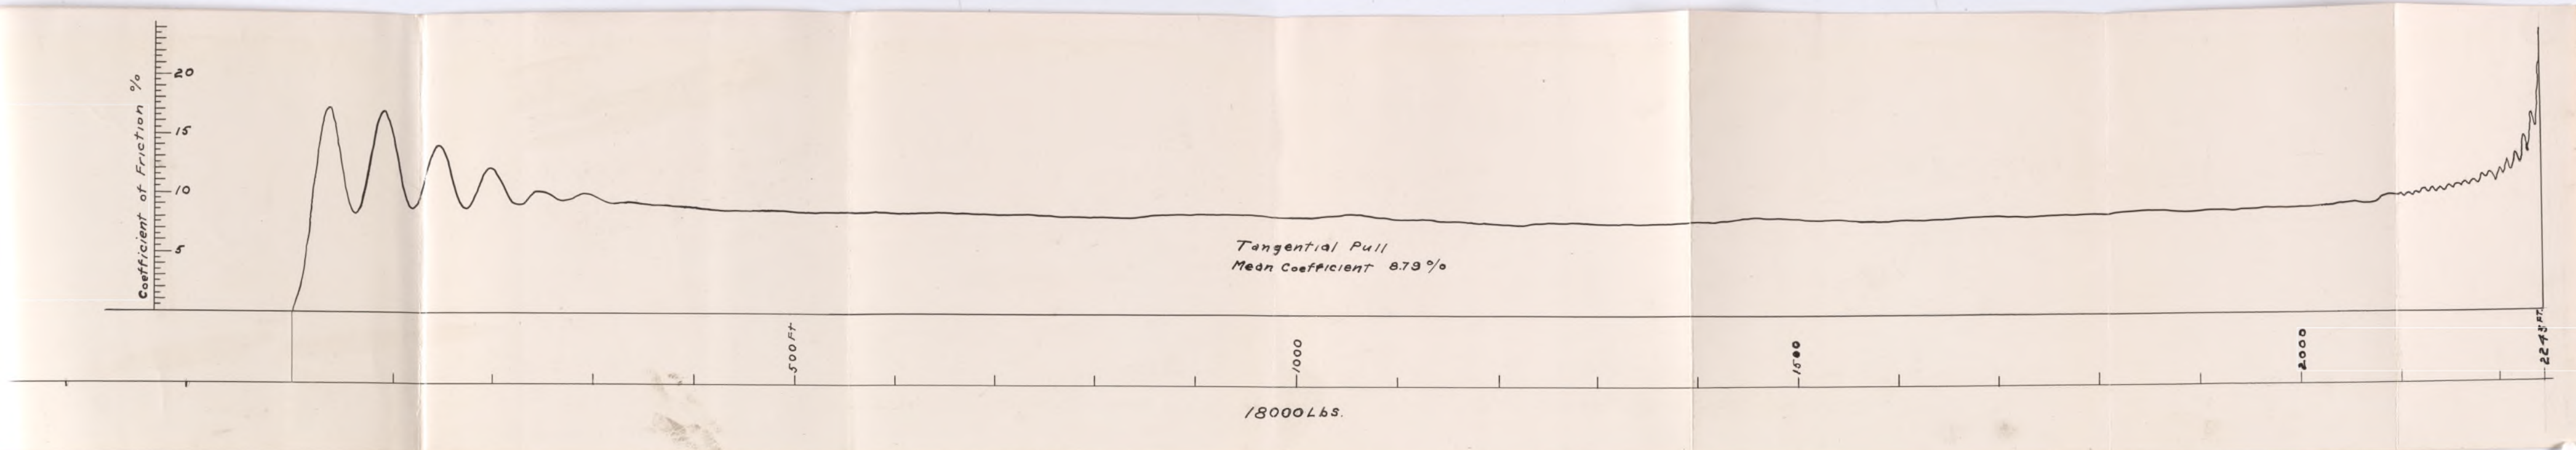 Coefficient of Friction %
20
15
10
5
Tangential Pull
Mean Coefficient 8.79%
500 Ft
1000
1500
2000
2245 FT.
18000 Lbs.